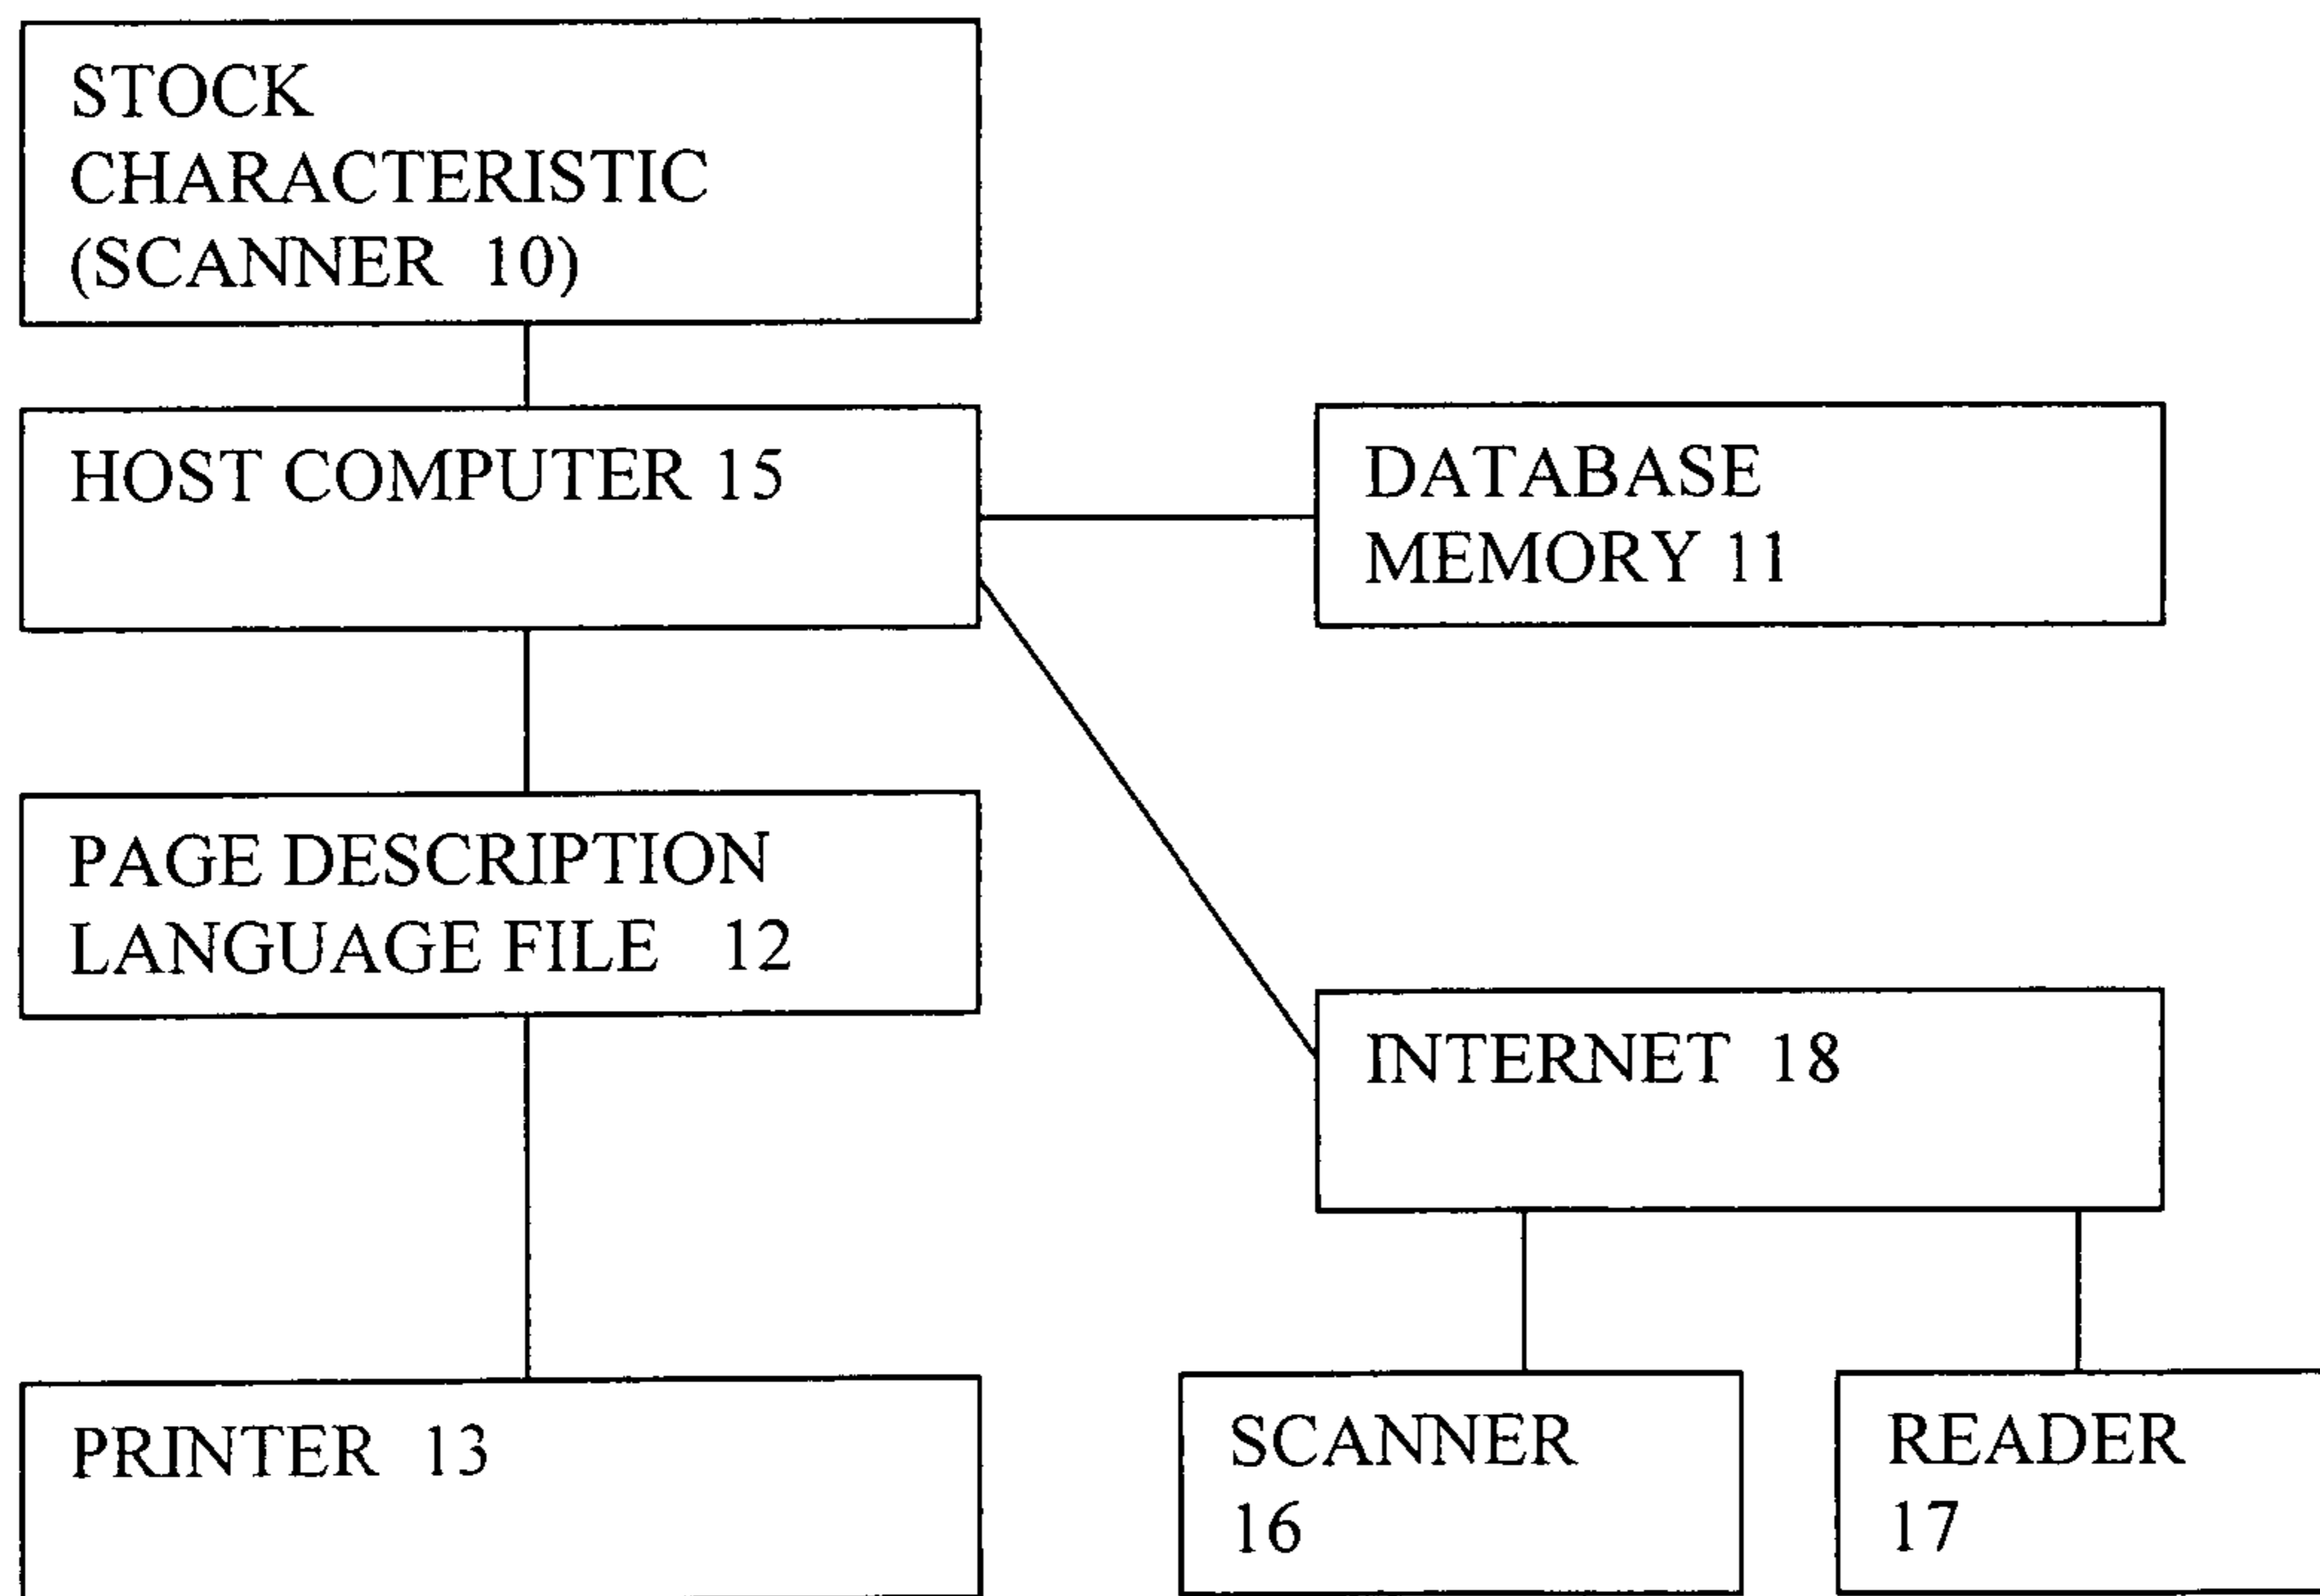 STOCK
CHARACTERISTIC
(SCANNER 10)
HOST COMPUTER 15
DATABASE
MEMORY 11
PAGE DESCRIPTION
LANGUAGE FILE 12
INTERNET 18
PRINTER 13
SCANNER
16
READER
17